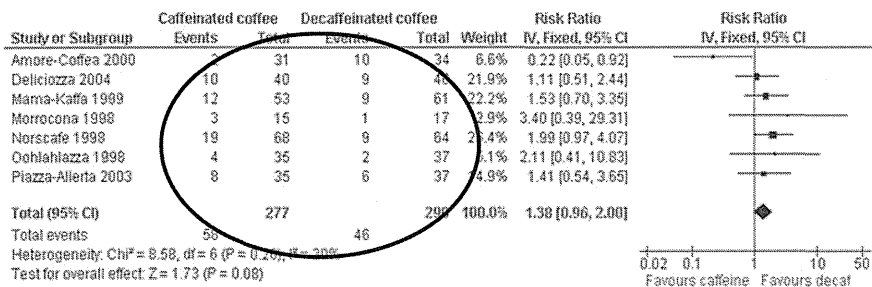 Caffeinated coffee Decaffeinated coffee Risk Ratio Risk Ratio
Study or Subgroup Events Total Events Total Weight IV, Fixed, 95% CI IV, Fixed, 95% CI
Amore-Coffea 2000 31 10 34 6.6% 0.22 [0.05, 0.92]
Deliciozza 2004 10 40 9 21.9% 1.11 [0.51, 2.44]
Mama-Kaffa 1999 12 53 9 61 22.2% 1.53 [0.70, 3.35]
Morrocona 1998 3 15 1 17 3.40 [0.39, 29.31]
Norscafe 1998 19 68 9 64 1.99 [0.97, 4.07]
Oohlahlazza 1998 4 35 2 37 2.11 [0.41, 10.83]
Piazza-Allerta 2003 8 35 6 37 1.41 [0.54, 3.65]
Total (95% CI) 277 100.0% 1.38 [0.96, 2.00]
Total events 58 46
Heterogeneity: Chi² = 8.58, df = 6 (P =
Test for overall effect: Z = 1.73 (P = 0.08)
0.02 0.1 1 10 50
Favours caffeine Favours decaf